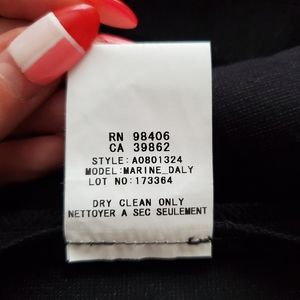 RN 98406
CA 39862
STYLE: A0801324
MODEL: MARINE_DALY
LOT NO: 173364
DRY CLEAN ONLY
NETTOYER A SEC SEULEMENT